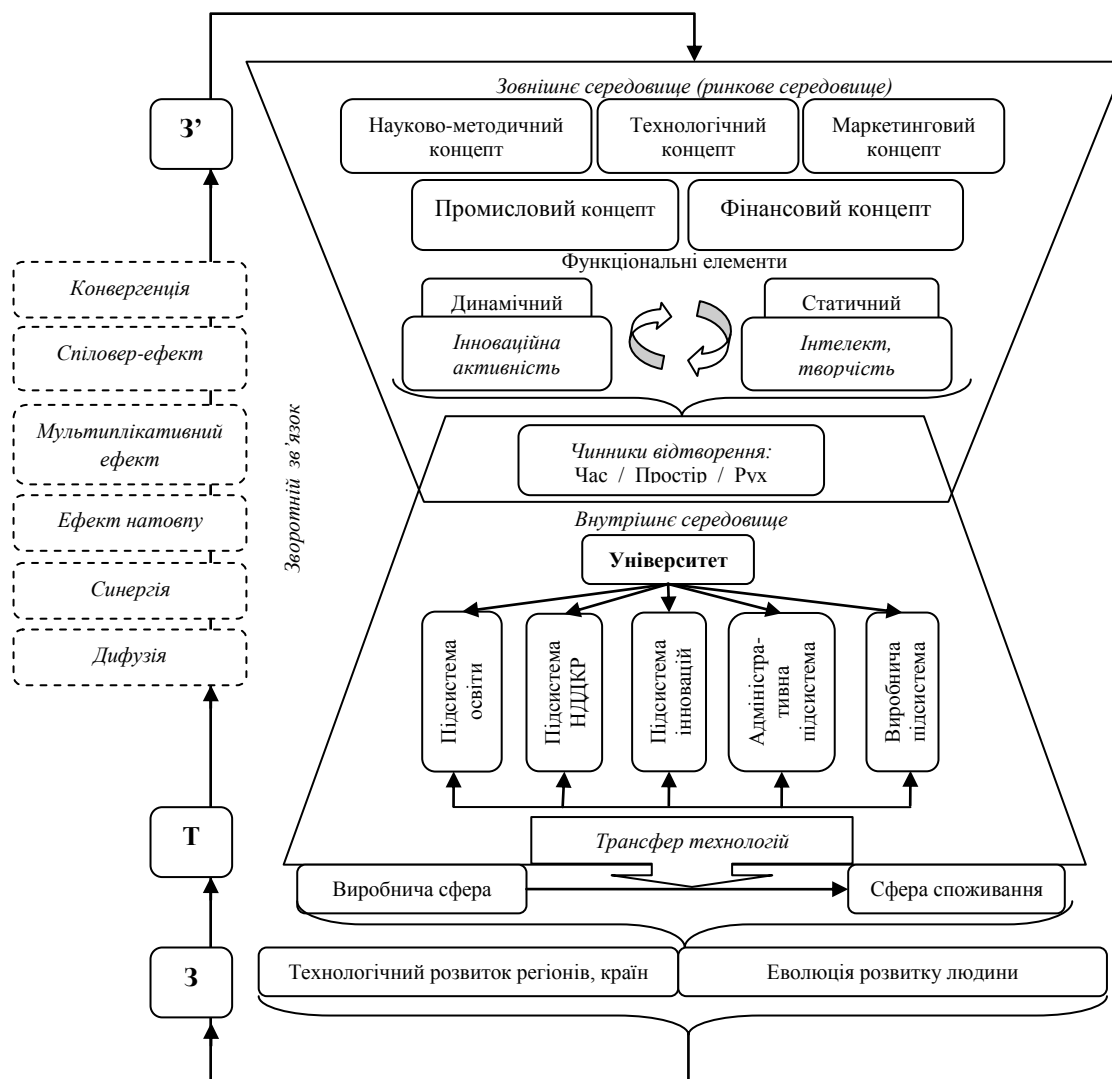 Зовнішнє середовище (ринкове середовище)
З’
Науково-методичний
концепт
Технологічний
концепт
Маркетинговий
концепт
Промисловий концепт
Фінансовий концепт
Функціональні елементи
Динамічний
Статичний
Інноваційна
активність
Інтелект,
творчість
Конвергенція
Спіловер-ефект
Мультиплікативний
ефект
Ефект натовпу
Синергія
Дифузія
Зворотній зв’язок
Чинники відтворення:
Час / Простір / Рух
Внутрішнє середовище
Університет
Підсистема
освіти
Підсистема
НДДКР
Підсистема
інновацій
Адміністра-
тивна
підсистема
Виробнича
підсистема
Т
Трансфер технологій
Виробнича сфера
Сфера споживання
З
Технологічний розвиток регіонів, країн
Еволюція розвитку людини